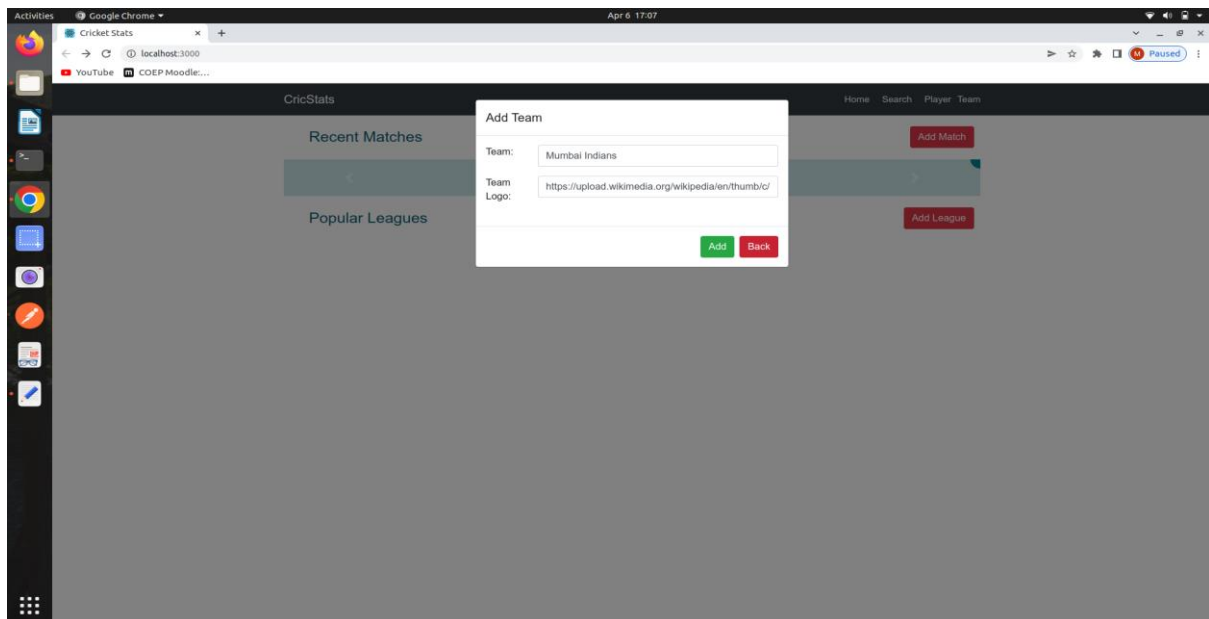 Activities Google Chrome Apr 6 17:07
Cricket Stats
localhost:3000 M Paused
YouTube m COEP Moodle:...
CricStats Home Search Player Team
Add Team
Recent Matches Add Match
Team: Mumbai Indians
Team Logo: https://upload.wikimedia.org/wikipedia/en/thumb/c/
Popular Leagues Add League
Add Back